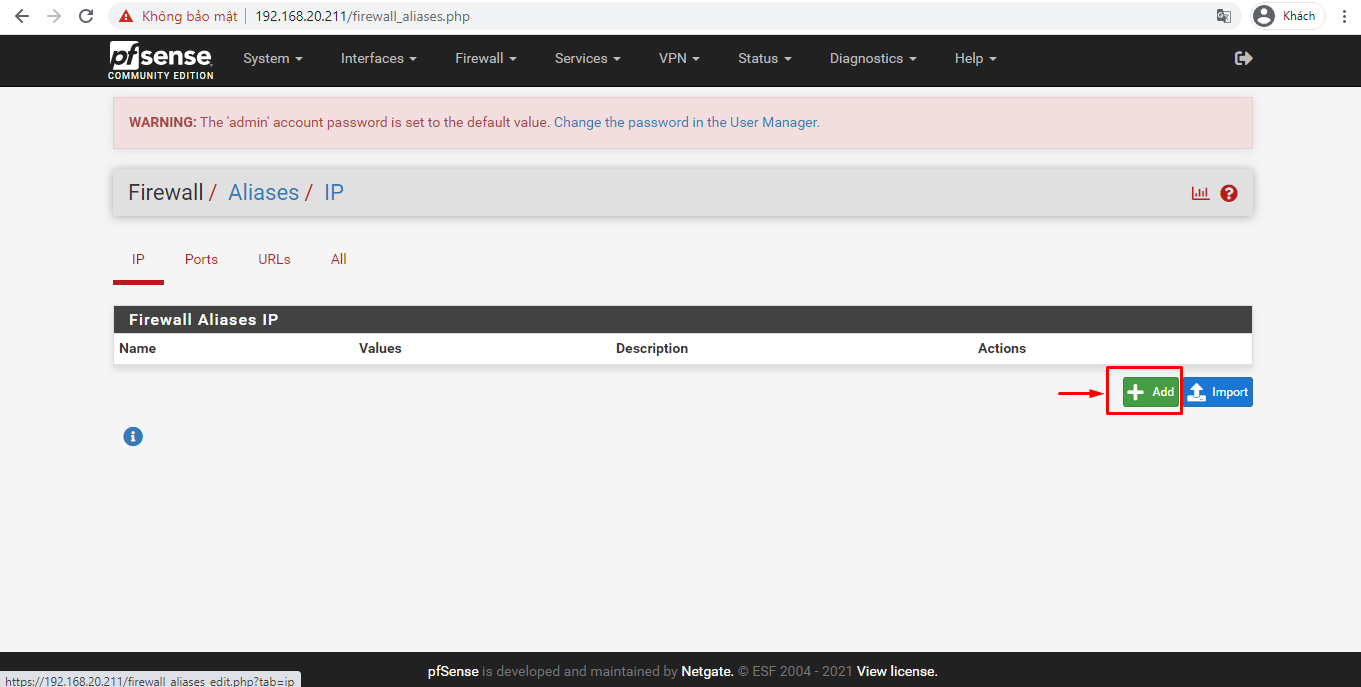 Không bảo mật 192.168.20.211/firewall_aliases.php Khách
pfsense System Interfaces Firewall Services VPN Status Diagnostics Help
COMMUNITY EDITION
WARNING: The 'admin' account password is set to the default value. Change the password in the User Manager.
Firewall / Aliases / IP
IP Ports URLs All
Firewall Aliases IP
Name Values Description Actions
Add Import
pfSense is developed and maintained by Netgate. © ESF 2004 - 2021 View license.
https://192.168.20.211/firewall_aliases_edit.php?tab=ip